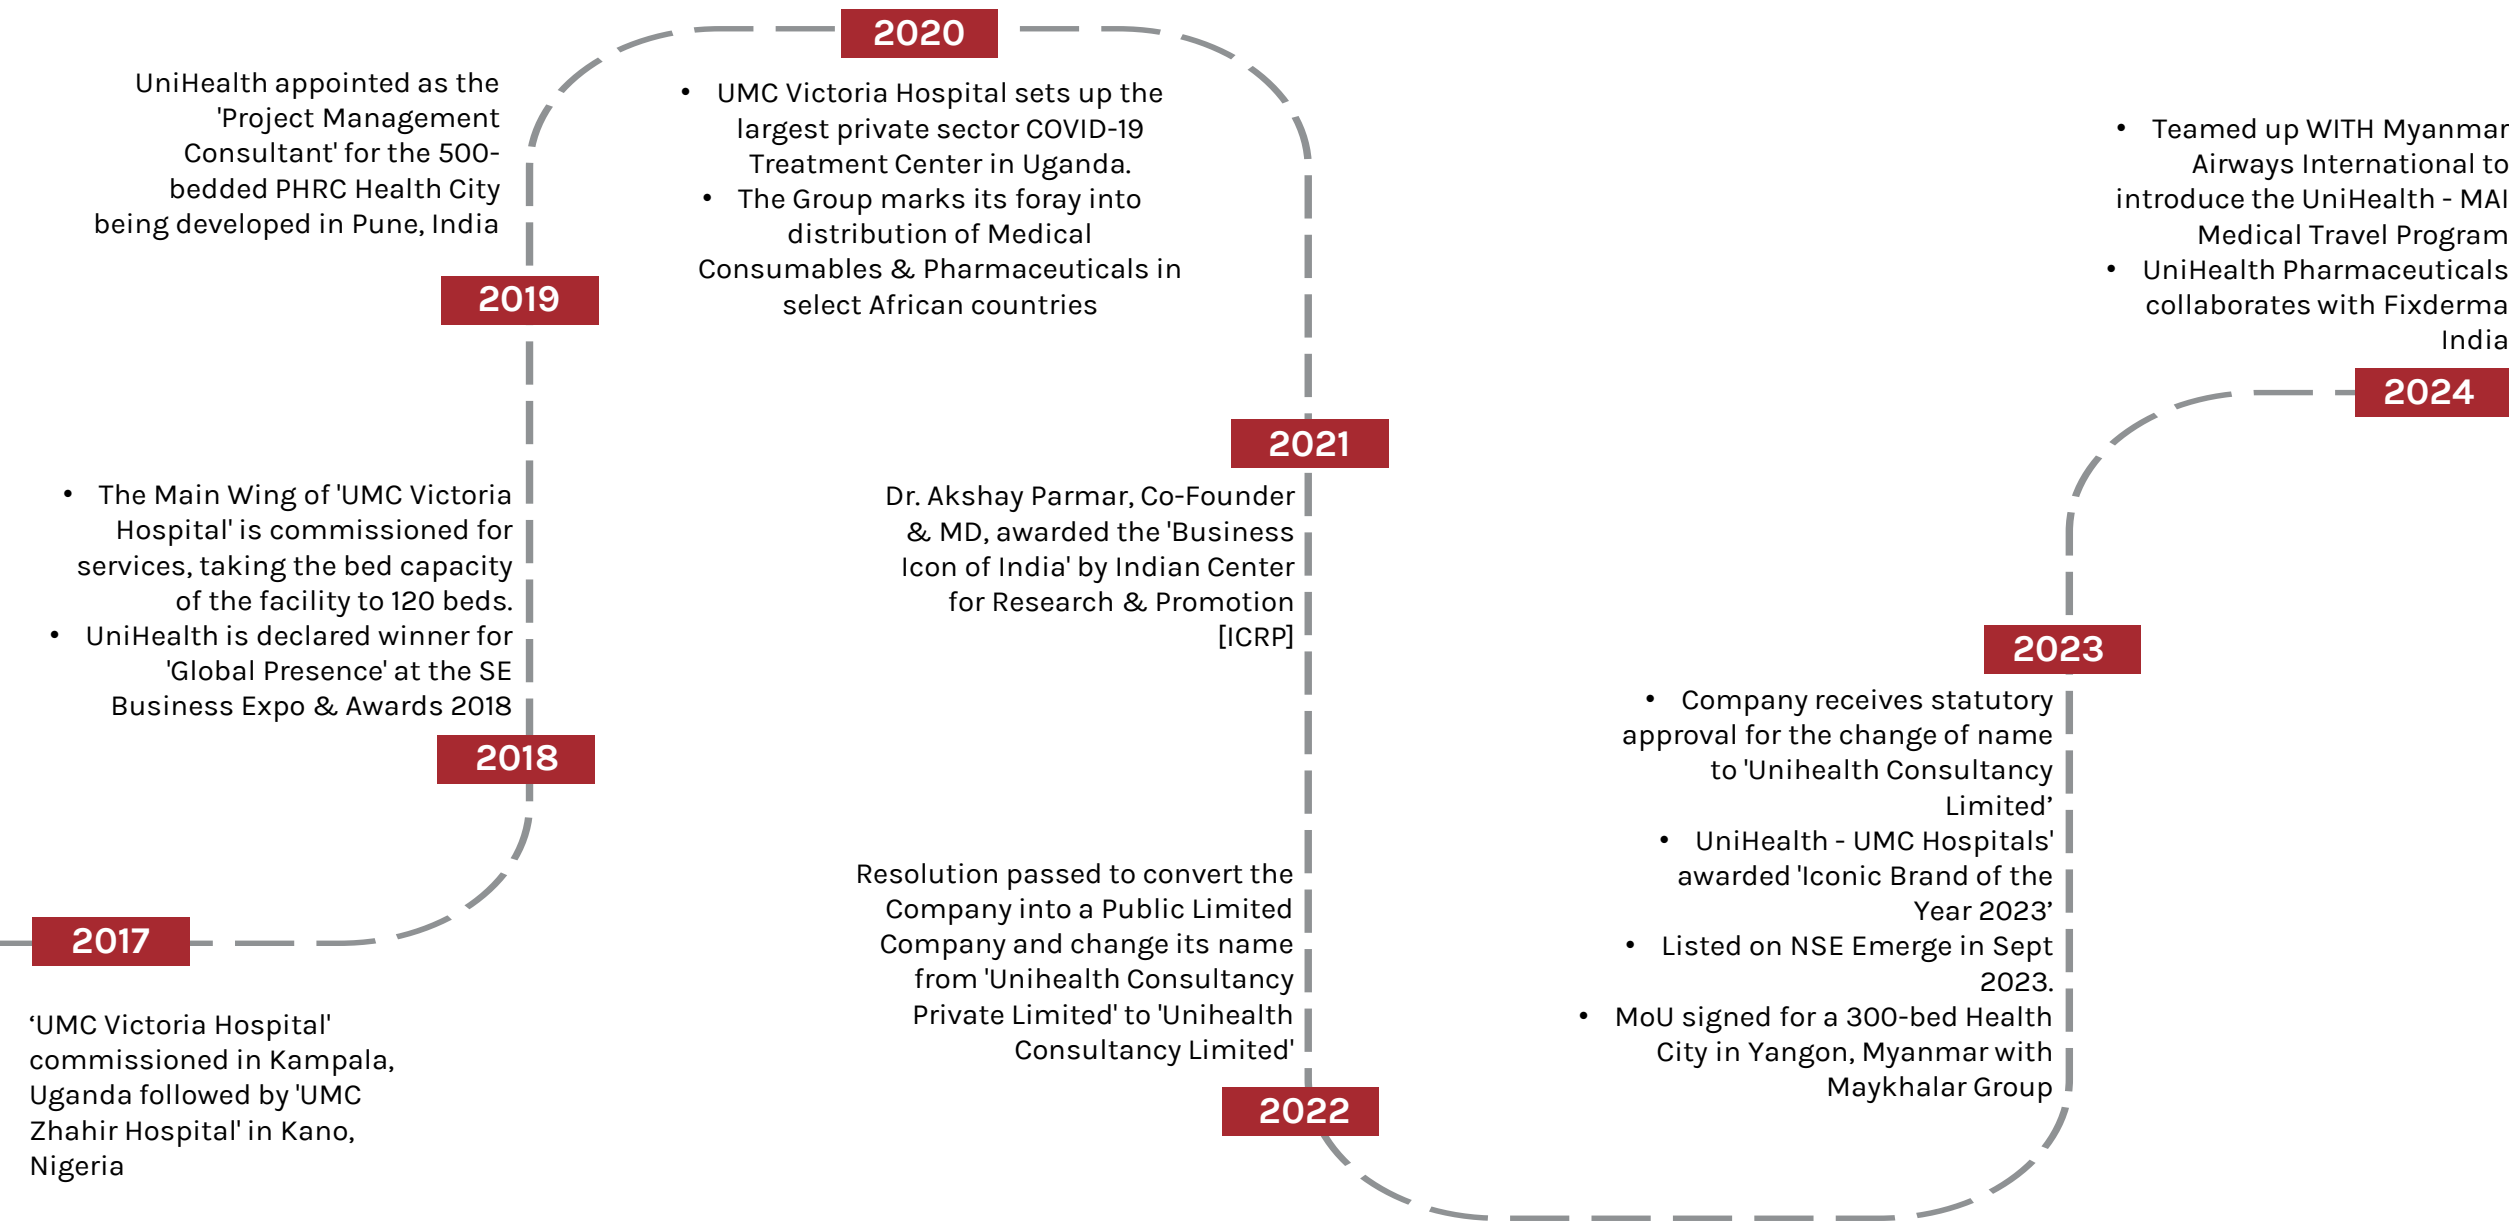 2017
‘UMC Victoria Hospital'
commissioned in Kampala,
Uganda followed by 'UMC
Zhahir Hospital' in Kano,
Nigeria
• The Main Wing of 'UMC Victoria
Hospital' is commissioned for
services, taking the bed capacity
of the facility to 120 beds.
• UniHealth is declared winner for
'Global Presence' at the SE
Business Expo & Awards 2018
2018
UniHealth appointed as the
'Project Management
Consultant' for the 500-
bedded PHRC Health City
being developed in Pune, India
2019
2020
• UMC Victoria Hospital sets up the
largest private sector COVID-19
Treatment Center in Uganda.
• The Group marks its foray into
distribution of Medical
Consumables & Pharmaceuticals in
select African countries
2021
Dr. Akshay Parmar, Co-Founder
& MD, awarded the 'Business
Icon of India' by Indian Center
for Research & Promotion
[ICRP]
Resolution passed to convert the
Company into a Public Limited
Company and change its name
from 'Unihealth Consultancy
Private Limited' to 'Unihealth
Consultancy Limited'
2022
2023
• Company receives statutory
approval for the change of name
to 'Unihealth Consultancy
Limited’
• UniHealth - UMC Hospitals'
awarded 'Iconic Brand of the
Year 2023’
• Listed on NSE Emerge in Sept
2023.
• MoU signed for a 300-bed Health
City in Yangon, Myanmar with
Maykhalar Group
• Teamed up WITH Myanmar
Airways International to
introduce the UniHealth - MAI
Medical Travel Program
• UniHealth Pharmaceuticals
collaborates with Fixderma
India
2024